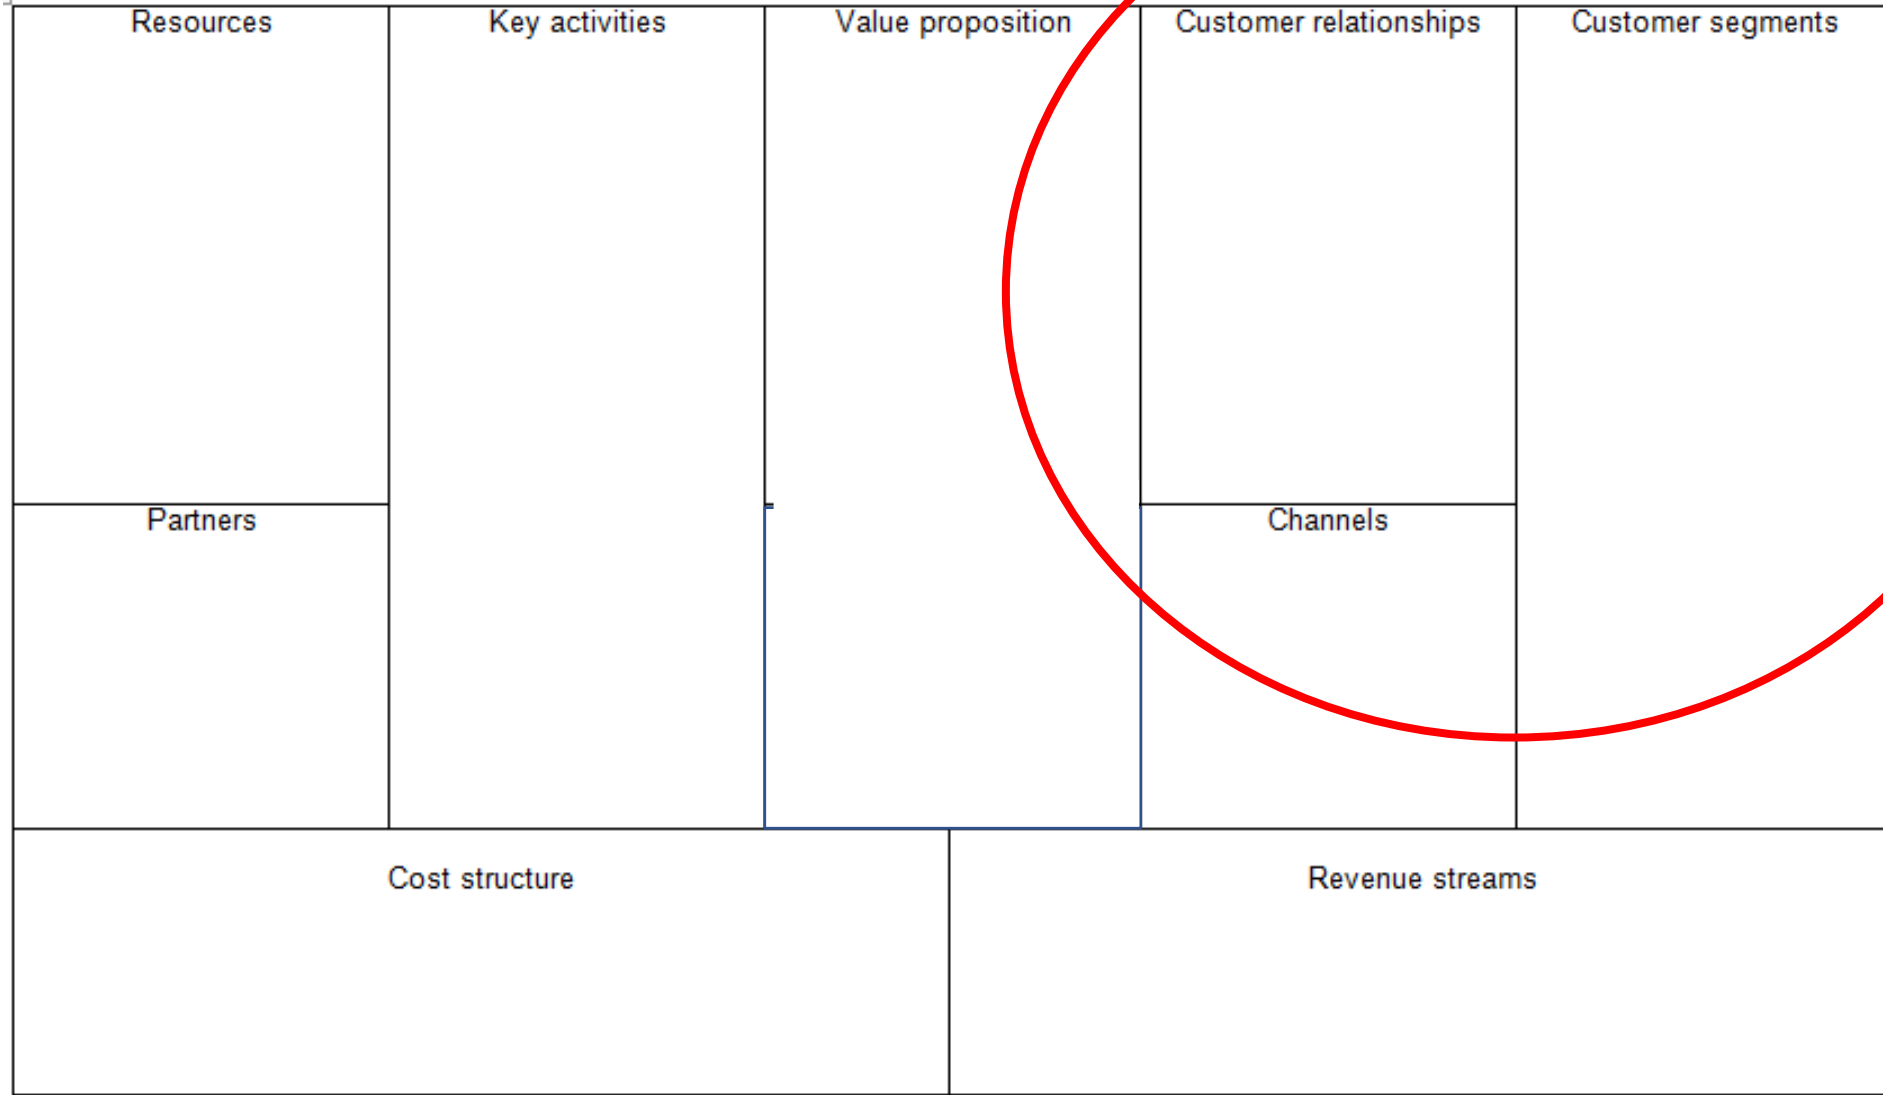 Resources
Key activities
Value proposition
Customer relationships
Customer segments
Partners
Channels
Cost structure
Revenue streams